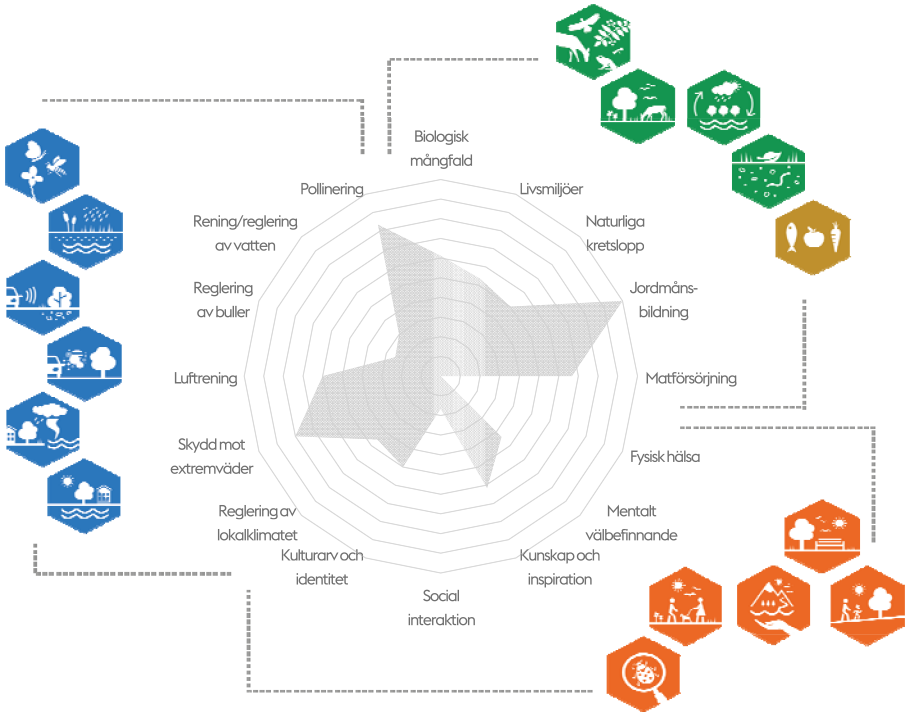 Biologisk
mångfald
Livsmiljöer
Naturliga
kretslopp
Jordmåns-
bildning
Matförsörjning
Fysisk hälsa
Mentalt
välbefinnande
Kunskap och
inspiration
Social
interaktion
Kulturarv och
identitet
Reglering av
lokalklimatet
Skydd mot
extremväder
Luftrening
Reglering
av buller
Rening/reglering
av vatten
Pollinering